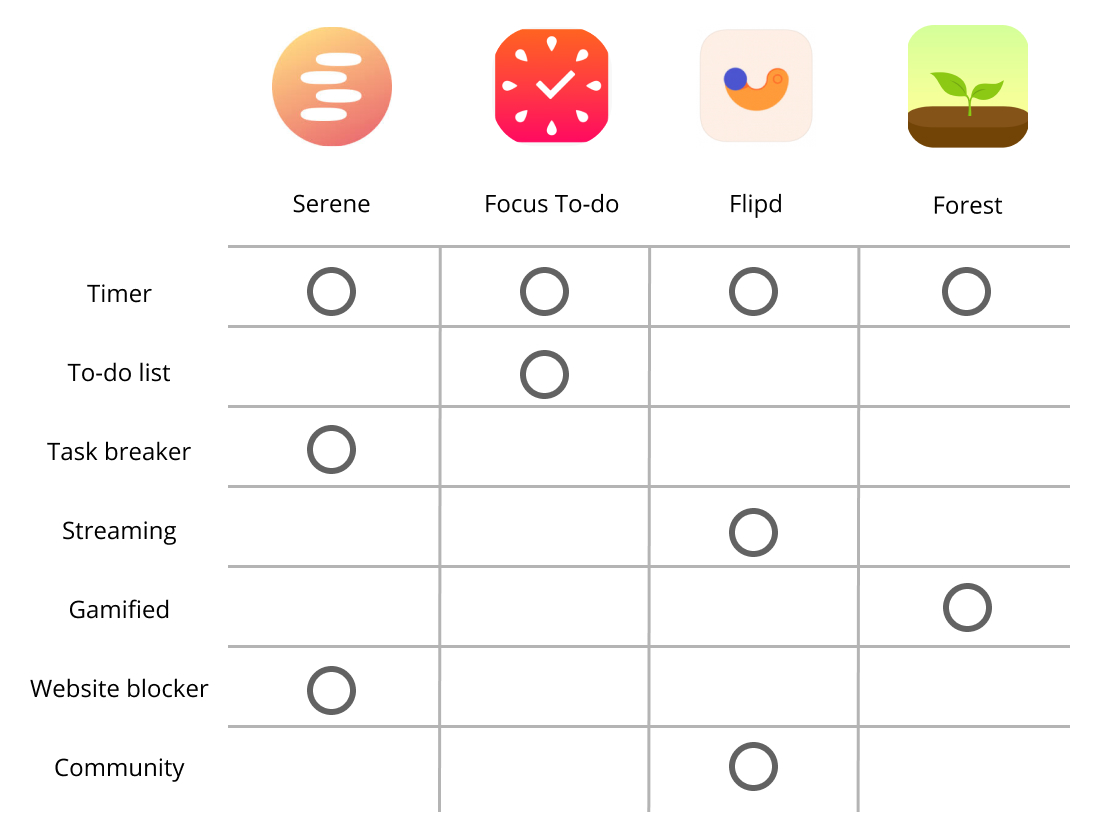 Serene
Focus To-do
Flipd
Forest
Timer
To-do list
Task breaker
Streaming
Gamified
Website blocker
Community